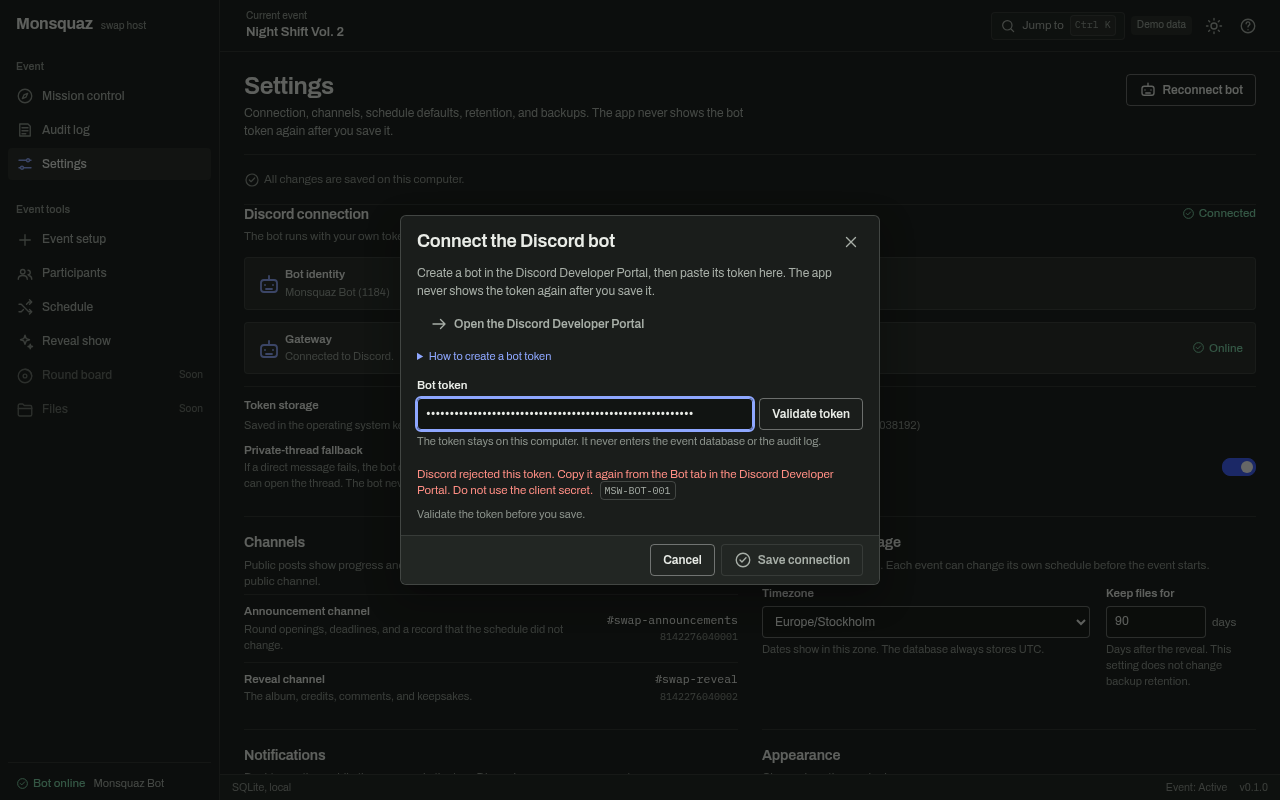 Monsquaz swap host
Current event
Night Shift Vol. 2
Jump to Ctrl K
Demo data
Event
Mission control
Audit log
Settings
Event tools
Event setup
Participants
Schedule
Reveal show
Round board Soon
Files Soon
Bot online Monsquaz Bot
Settings
Connection, channels, schedule defaults, retention, and backups. The app never shows the bot
token again after you save it.
Reconnect bot
All changes are saved on this computer.
Discord connection
Connected
The bot runs with your own toke
Bot identity
Monsquaz Bot (1184)
Gateway
Connected to Discord.
Online
Token storage
Saved in the operating system ke
038192)
Private-thread fallback
If a direct message fails, the bot
can open the thread. The bot nev
Connect the Discord bot
Create a bot in the Discord Developer Portal, then paste its token here. The app
never shows the token again after you save it.
Open the Discord Developer Portal
How to create a bot token
Bot token
Validate token
The token stays on this computer. It never enters the event database or the audit log.
Discord rejected this token. Copy it again from the Bot tab in the Discord Developer
Portal. Do not use the client secret. MSW-BOT-001
Validate the token before you save.
Cancel
Save connection
Channels
Public posts show progress and
public channel.
Announcement channel
Round openings, deadlines, and a record that the schedule did not
change.
#swap-announcements
8142276040001
Reveal channel
The album, credits, comments, and keepsakes.
#swap-reveal
8142276040002
age
. Each event can change its own schedule before the event starts.
Timezone
Europe/Stockholm
Dates show in this zone. The database always stores UTC.
Keep files for
90 days
Days after the reveal. This
setting does not change
backup retention.
Notifications
Appearance
SQLite, local
Event: Active v0.1.0